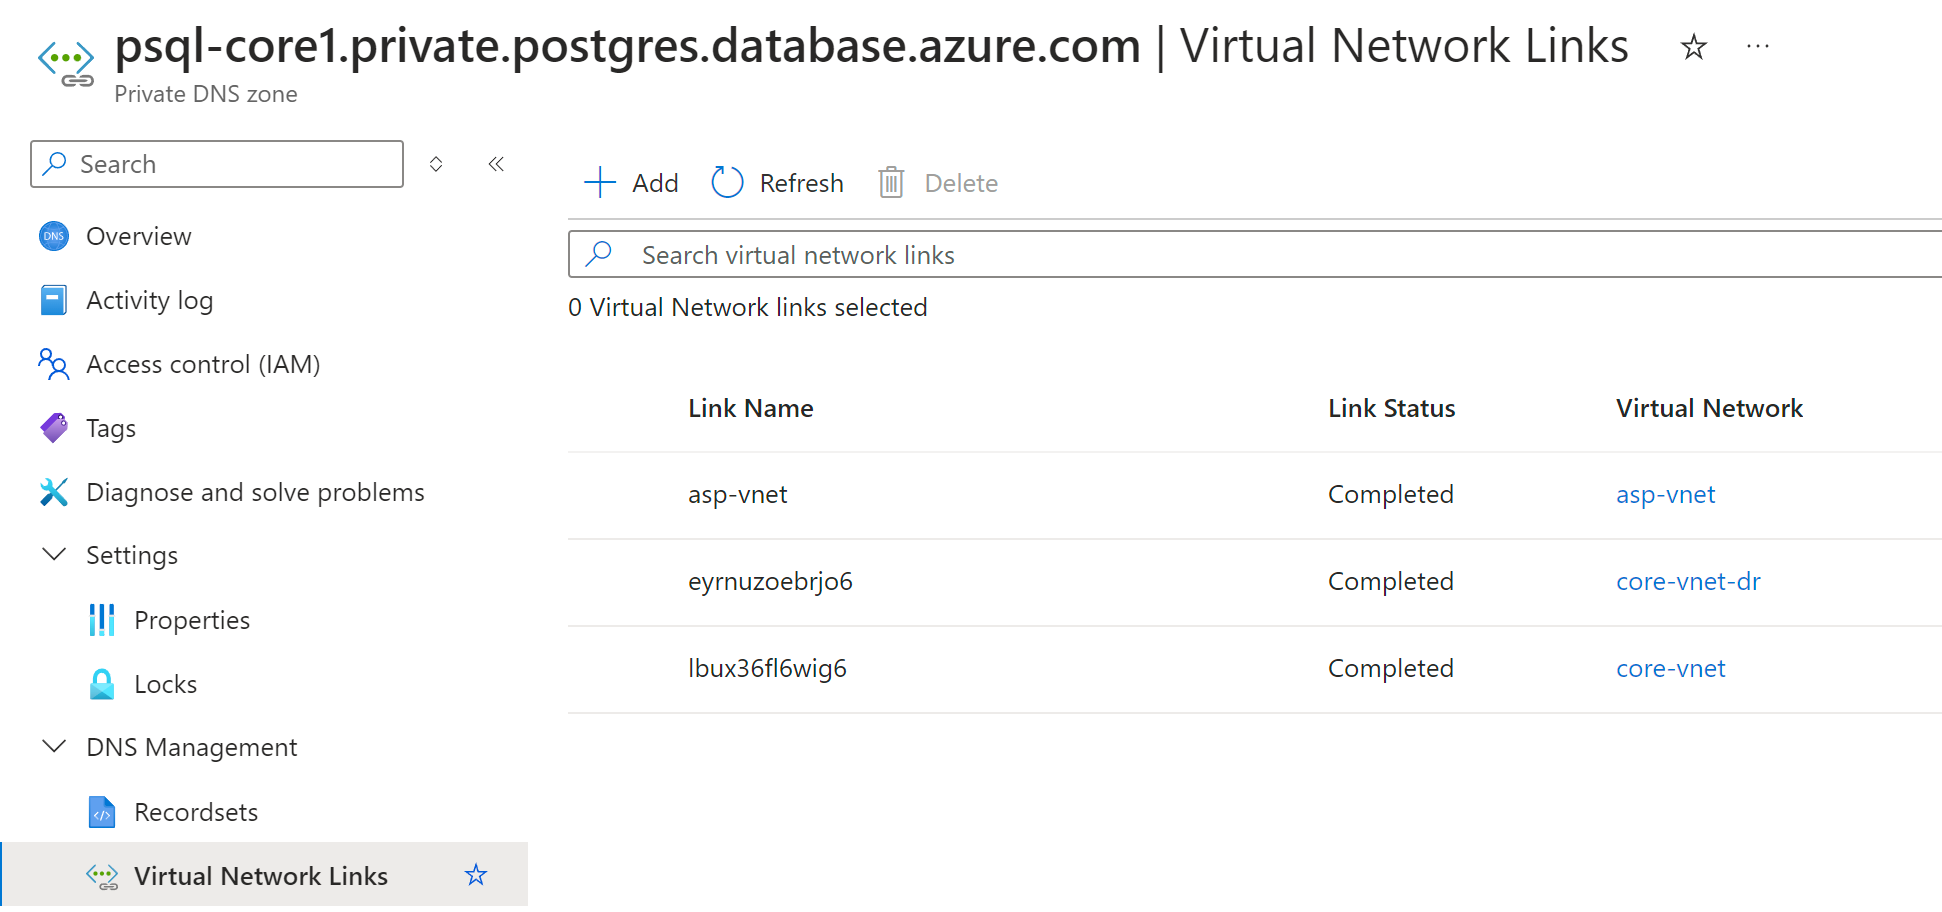 psql-core1.private.postgres.database.azure.com | Virtual Network Links
Private DNS zone
Search
DNS Overview
Activity log
Access control (IAM)
Tags
Diagnose and solve problems
Settings
Properties
Locks
DNS Management
Recordsets
Virtual Network Links
Add Refresh Delete
Search virtual network links
0 Virtual Network links selected
Link Name Link Status Virtual Network
asp-vnet Completed asp-vnet
eyrnuzoebrjo6 Completed core-vnet-dr
lbux36fl6wig6 Completed core-vnet